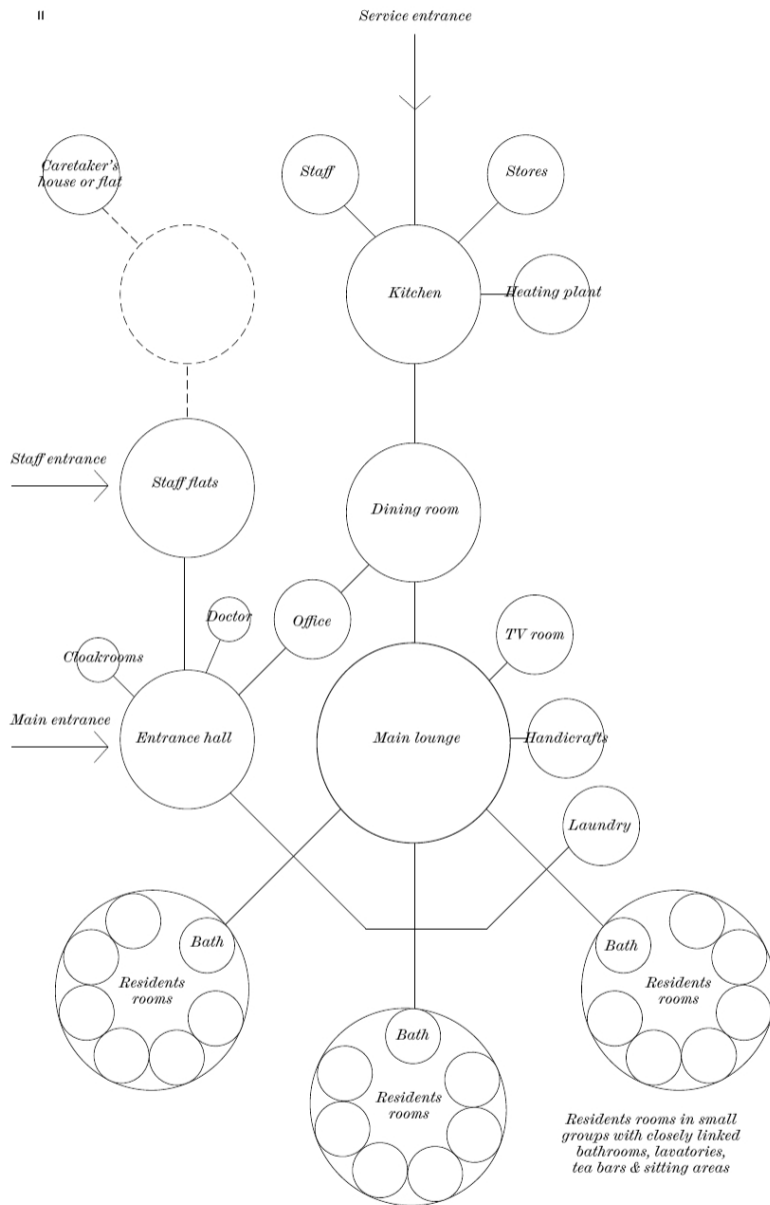 II
Service entrance
Caretaker's
house or flat
Staff
Stores
Kitchen
Heating plant
Staff entrance
Staff flats
Dining room
Doctor
Office
TV room
Cloakrooms
Main entrance
Entrance hall
Main lounge
Handicrafts
Laundry
Bath
Residents
rooms
Bath
Residents
rooms
Bath
Residents
rooms
Residents rooms in small
groups with closely linked
bathrooms, lavatories,
tea bars & sitting areas